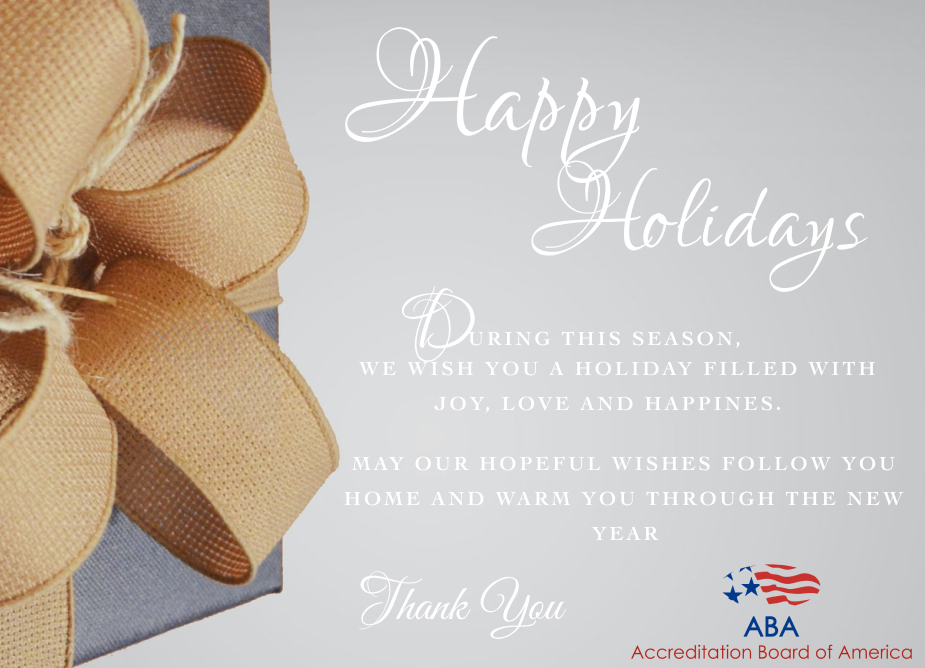 Happy
Holidays
During this season,
we wish you a holiday filled with
joy, love and happines.
may our hopeful wishes follow you
home and warm you through the new
year
Thank You
ABA
Accreditation Board of America